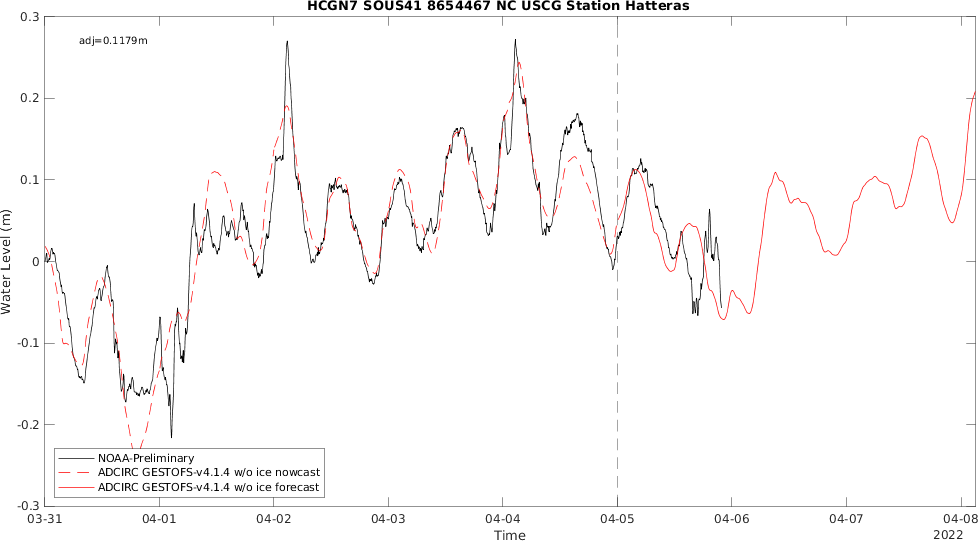 HCGN7 SOUS41 8654467 NC USCG Station Hatteras
adj=0.1179m
0.3
0.2
0.1
0
-0.1
-0.2
-0.3
Water Level (m)
NOAA-Preliminary
ADCIRC GESTOFS-v4.1.4 w/o ice nowcast
ADCIRC GESTOFS-v4.1.4 w/o ice forecast
03-31 04-01 04-02 04-03 04-04 04-05 04-06 04-07 04-08
Time
2022